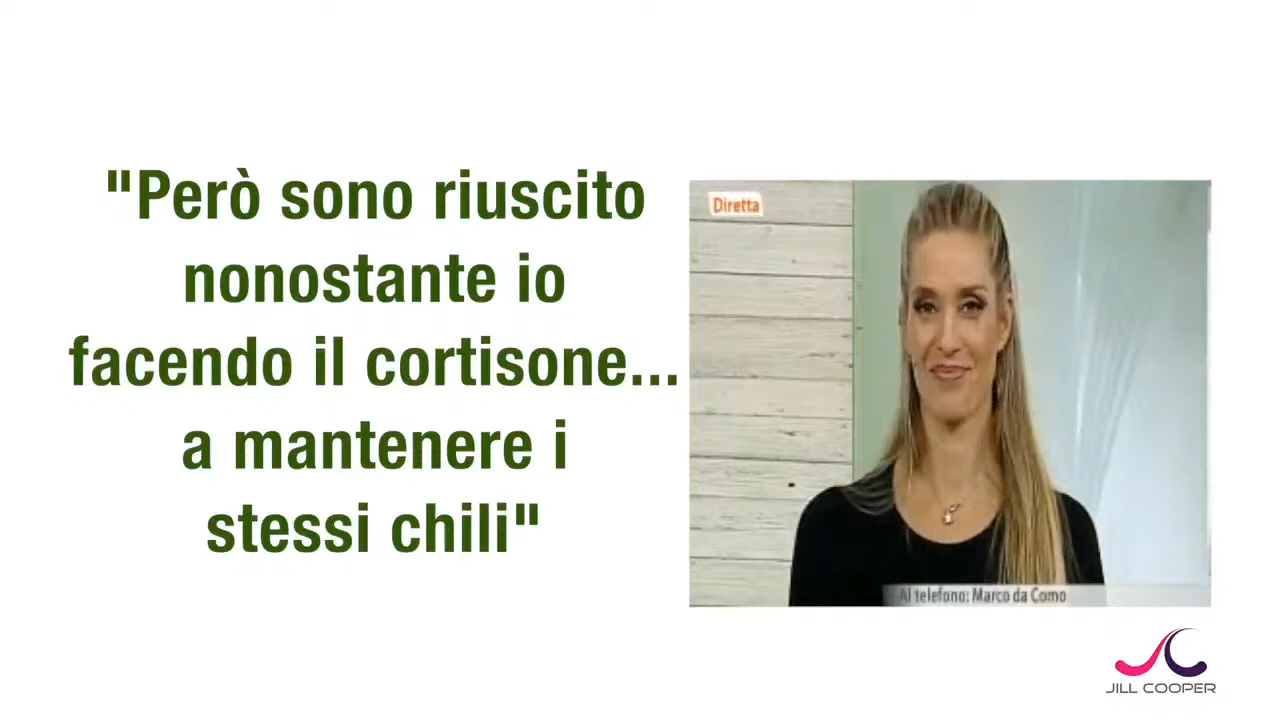 "Però sono riuscito
nonostante io
facendo il cortisone...
a mantenere i
stessi chili"
Diretta
Al telefono: Marco da Como
JILL COOPER